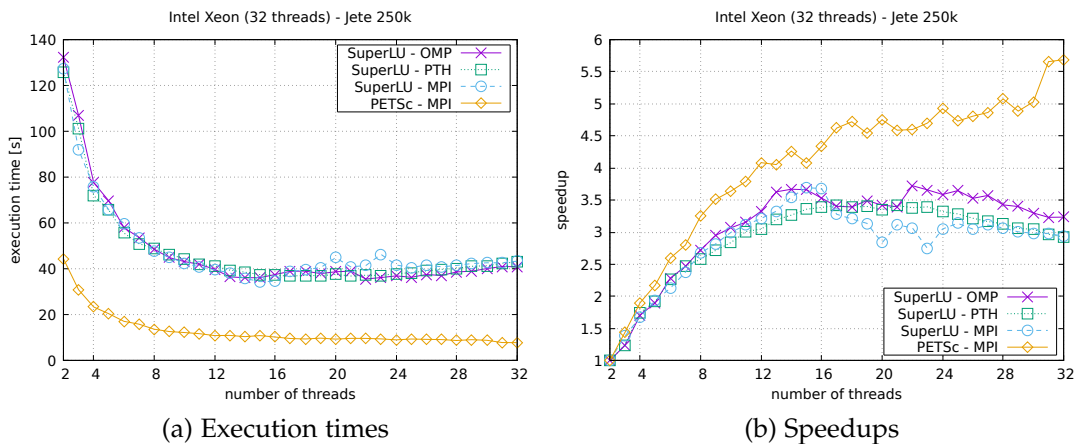 Intel Xeon (32 threads) - Jete 250k
execution time [s]
140
120
100
80
60
40
20
0
SuperLU - OMP
SuperLU - PTH
SuperLU - MPI
PETSc - MPI
2 4 8 12 16 20 24 28 32
number of threads
(a) Execution times
Intel Xeon (32 threads) - Jete 250k
speedup
6
5.5
5
4.5
4
3.5
3
2.5
2
1.5
1
SuperLU - OMP
SuperLU - PTH
SuperLU - MPI
PETSc - MPI
2 4 8 12 16 20 24 28 32
number of threads
(b) Speedups